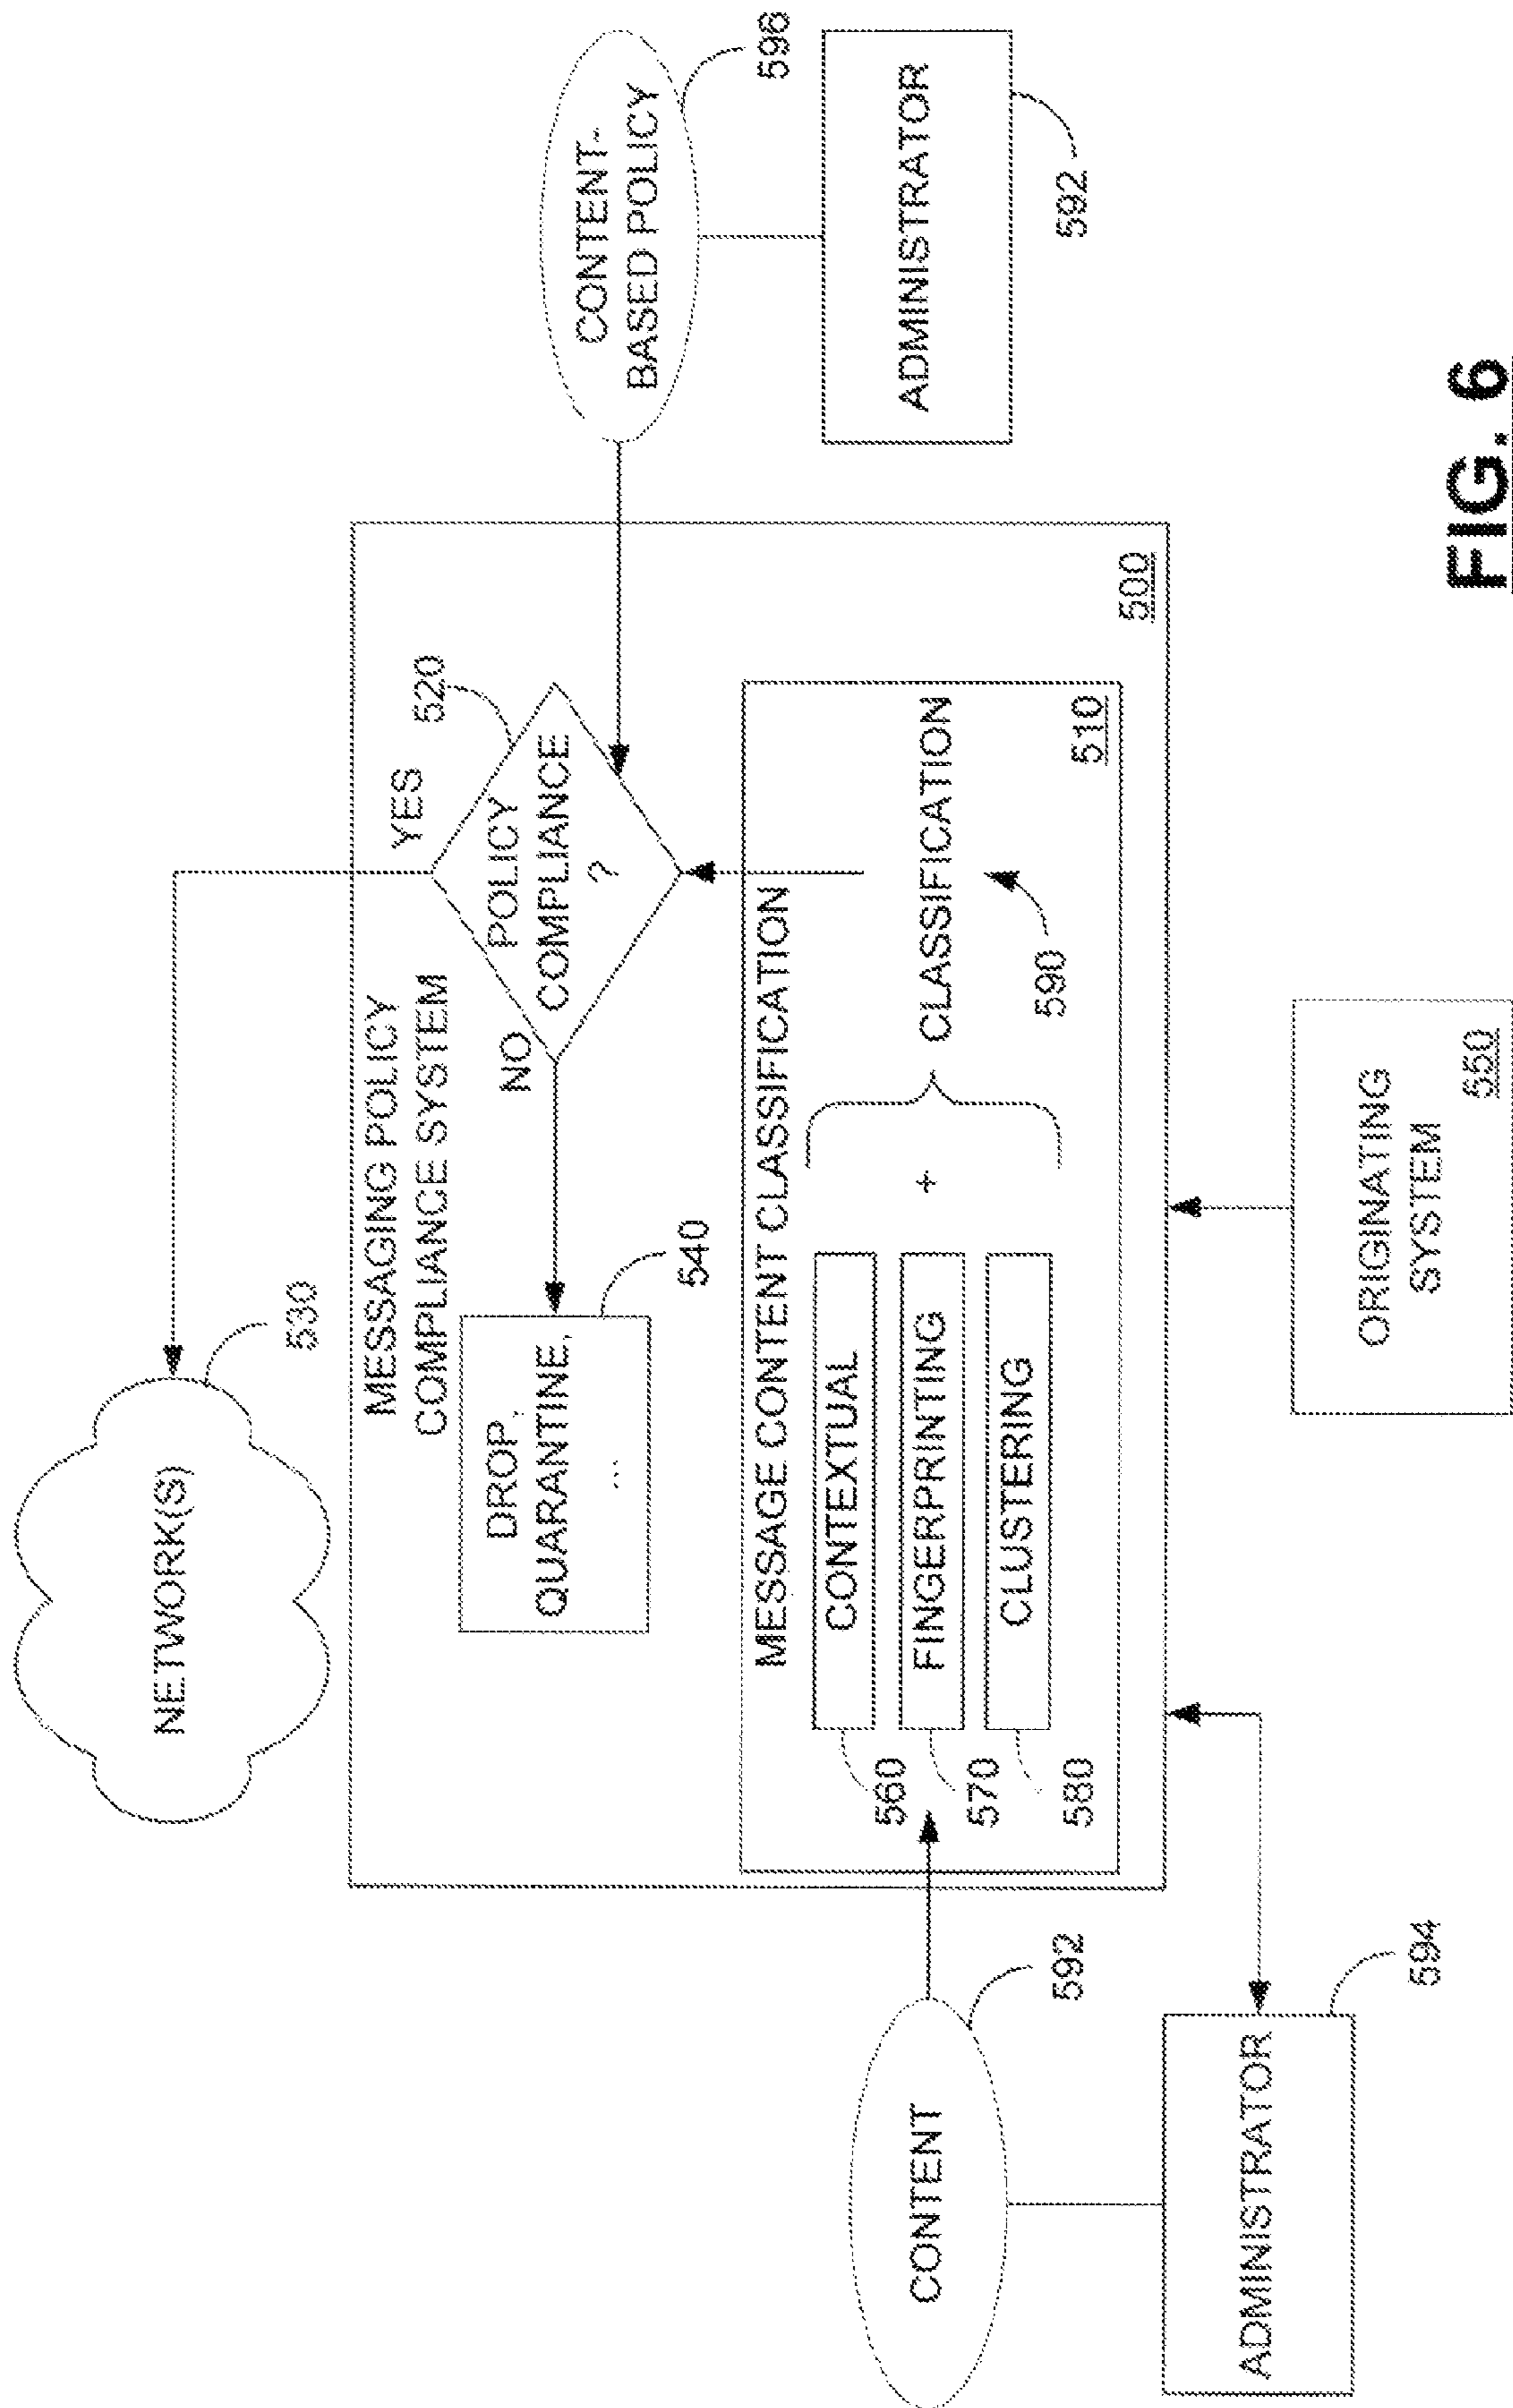 NETWORK(S)
530
MESSAGING POLICY
COMPLIANCE SYSTEM
YES
520
POLICY
COMPLIANCE
?
NO
DROP,
QUARANTINE,
...
540
CONTENT-
BASED POLICY
596
ADMINISTRATOR
592
MESSAGE CONTENT CLASSIFICATION
CONTEXTUAL
FINGERPRINTING
CLUSTERING
560
570
580
+
CLASSIFICATION
590
510
500
CONTENT
592
ADMINISTRATOR
594
ORIGINATING
SYSTEM
550
FIG. 6